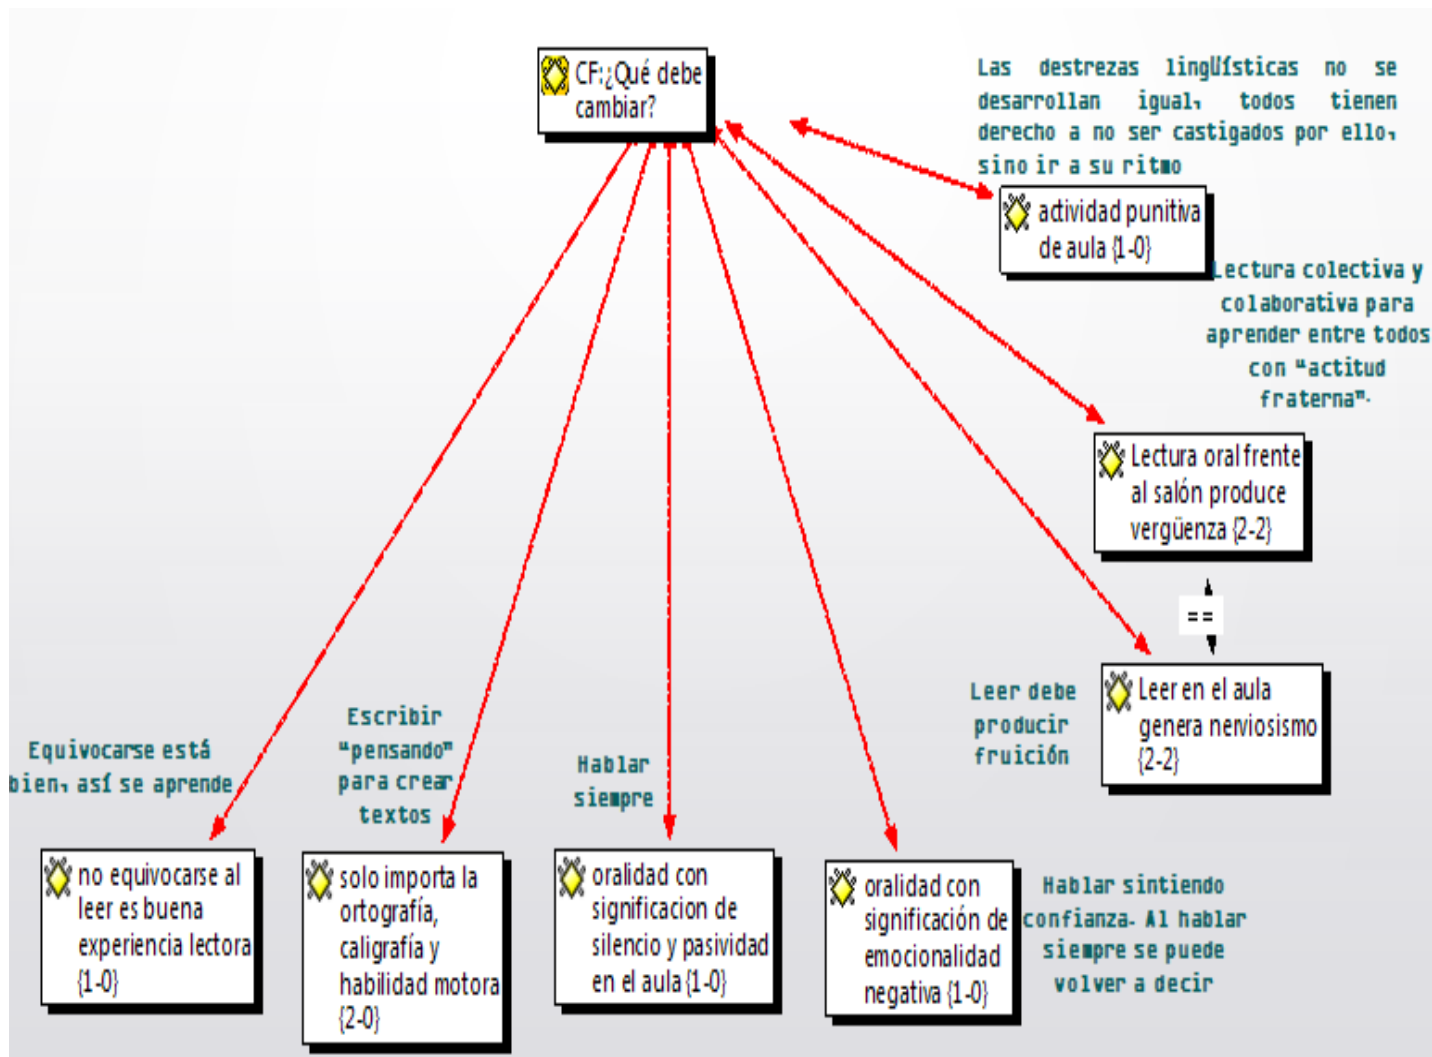 CF:¿Qué debe
cambiar?
Las destrezas lingüísticas no se
desarrollan igual, todos tienen
derecho a no ser castigados por ello,
sino ir a su ritmo
actividad punitiva
de aula {1-0}
Lectura colectiva y
colaborativa para
aprender entre todos
con “actitud
fraterna”.
Lectura oral frente
al salón produce
vergüenza {2-2}
==
Leer debe
producir
fruición
Leer en el aula
genera nerviosismo
{2-2}
Equivocarse está
bien, así se aprende
Escribir
“pensando”
para crear
textos
Hablar
siempre
no equivocarse al
leer es buena
experiencia lectora
{1-0}
solo importa la
ortografía,
caligrafía y
habilidad motora
{2-0}
oralidad con
significacion de
silencio y pasividad
en el aula {1-0}
oralidad con
significación de
emocionalidad
negativa {1-0}
Hablar sintiendo
confianza. Al hablar
siempre se puede
volver a decir